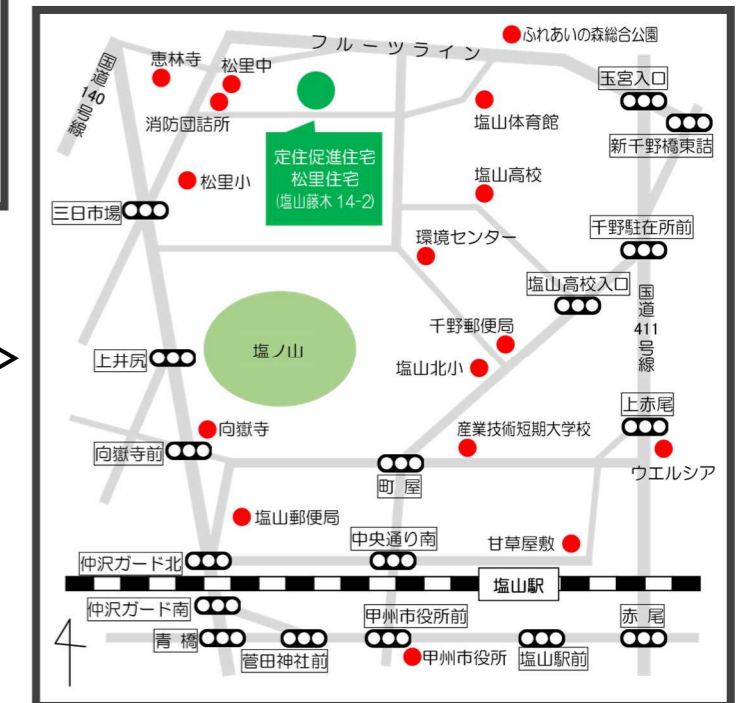 フルーツライン
ふれあいの森総合公園
国道140号線
恵林寺
松里中
玉宮入口
消防団詰所
塩山体育館
新千野橋東詰
定住促進住宅
松里住宅
(塩山藤木 14-2)
松里小
塩山高校
三日市場
環境センター
千野駐在所前
塩山高校入口
国道411号線
千野郵便局
塩ノ山
上井尻
塩山北小
上赤尾
向嶽寺
産業技術短期大学校
向嶽寺前
ウエルシア
町屋
塩山郵便局
中央通り南
甘草屋敷
仲沢ガード北
塩山駅
仲沢ガード南
甲州市役所前
赤尾
青橋
菅田神社前
甲州市役所
塩山駅前